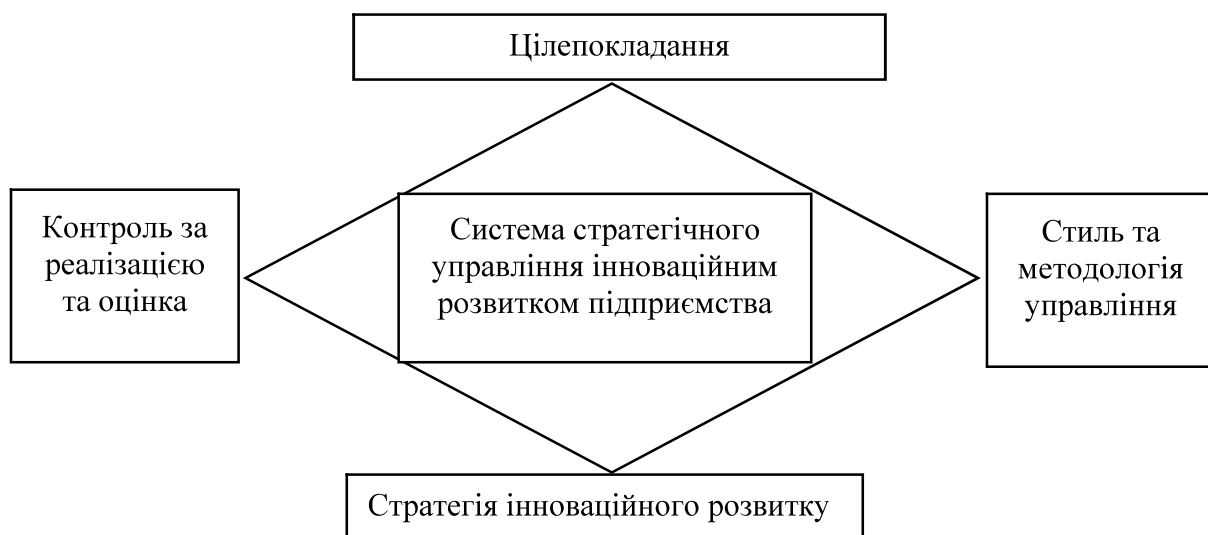 Цілепокладання
Контроль за
реалізацією
та оцінка
Система стратегічного
управління інноваційним
розвитком підприємства
Стиль та
методологія
управління
Стратегія інноваційного розвитку